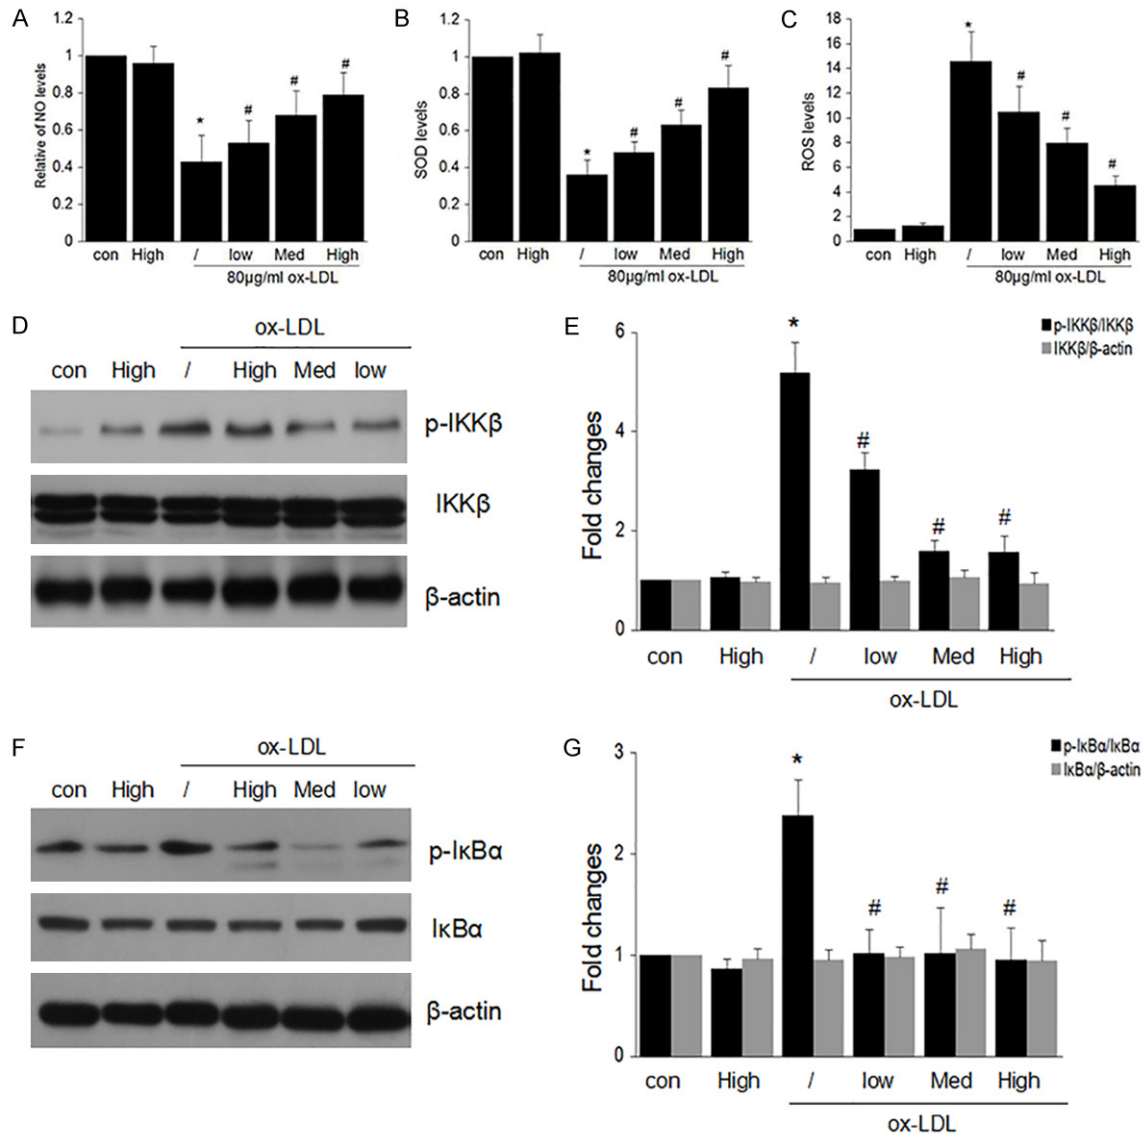 A
Relative of NO levels
1.2
1
0.8
0.6
0.4
0.2
0
*
#
#
#
con High / low Med High
80μg/ml ox-LDL
B
SOD levels
1.2
1
0.8
0.6
0.4
0.2
0
*
#
#
#
con High / low Med High
80μg/ml ox-LDL
C
ROS levels
18
16
14
12
10
8
6
4
2
0
*
#
#
#
con High / low Med High
80μg/ml ox-LDL
D
ox-LDL
con High / High Med low
p-IKKβ
IKKβ
β-actin
E
p-IKKβ/IKKβ
IKKβ/β-actin
Fold changes
6
4
2
0
*
#
#
#
con High / low Med High
ox-LDL
F
ox-LDL
con High / High Med low
p-IκBα
IκBα
β-actin
G
p-IκBα/IκBα
IκBα/β-actin
Fold changes
3
2
1
0
*
#
#
#
con High / low Med High
ox-LDL